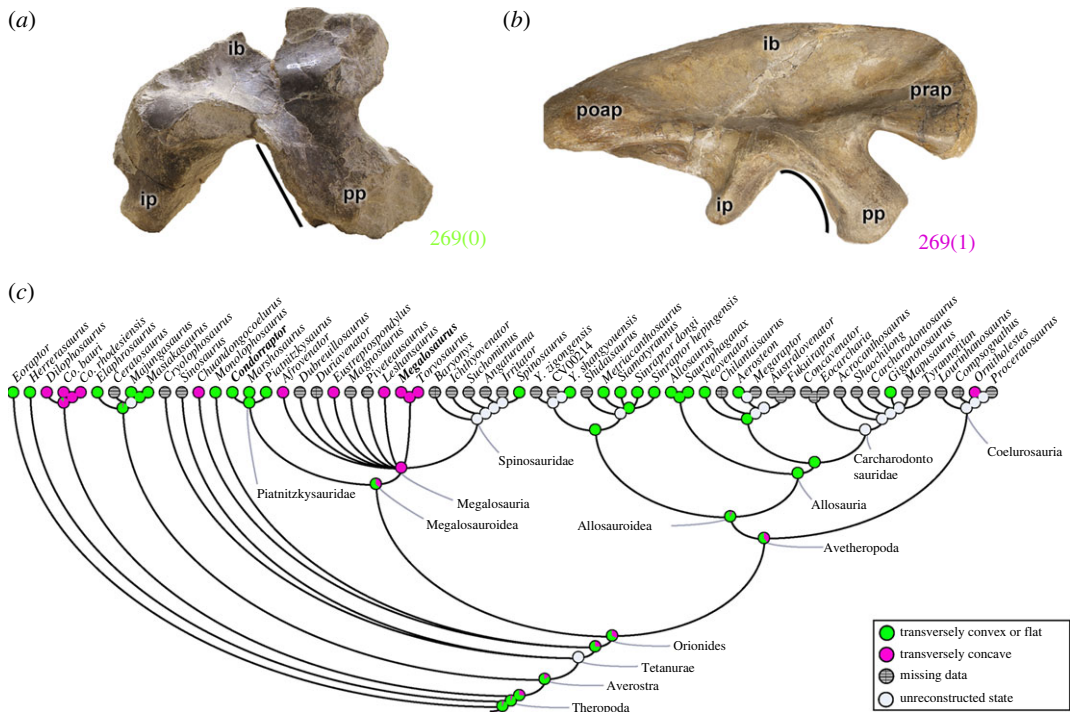 (a)
(b)
ib
ip
pp
269(0)
ib
poap
prap
ip
pp
269(1)
(c)
Eoraptor
Herrerasaurus
Dilophosaurus
Co. rhodesiensis
Co. bauri
Elaphrosaurus
Ceratosaurus
Majungasaurus
Masiakasaurus
Cryolophosaurus
Sinosaurus
Chuandongocoelurus
Monolophosaurus
Condorraptor
Marshosaurus
Piatnitzkysaurus
Afrovenator
Dubreuillosaurus
Duriavenator
Eustreptospondylus
Magnosaurus
Piveteausaurus
Leshansaurus
Megalosaurus
Torvosaurus
Baryonyx
Ichthyovenator
Suchomimus
Angaturama
Irritator
Spinosaurus
Y. zigongensis
CV00214
Y. shangyouensis
Shidaisaurus
Metriacanthosaurus
Siamotyrannus
Sinraptor dongi
Sinraptor hepingensis
Allosaurus
Saurophaganax
Neovenator
Chilantaisaurus
Aerosteon
Megaraptor
Australovenator
Fukuiraptor
Concavenator
Eocarcharia
Acrocanthosaurus
Shaochilong
Carcharodontosaurus
Giganotosaurus
Mapusaurus
Tyrannotitan
Lourinhanosaurus
Compsognathus
Ornitholestes
Proceratosaurus
Piatnitzkysauridae
Spinosauridae
Megalosauria
Megalosauroidea
Carcharodonto
sauridae
Coelurosauria
Allosauria
Allosauroidea
Avetheropoda
Orionides
Tetanurae
Averostra
Theropoda
transversely convex or flat
transversely concave
missing data
unreconstructed state